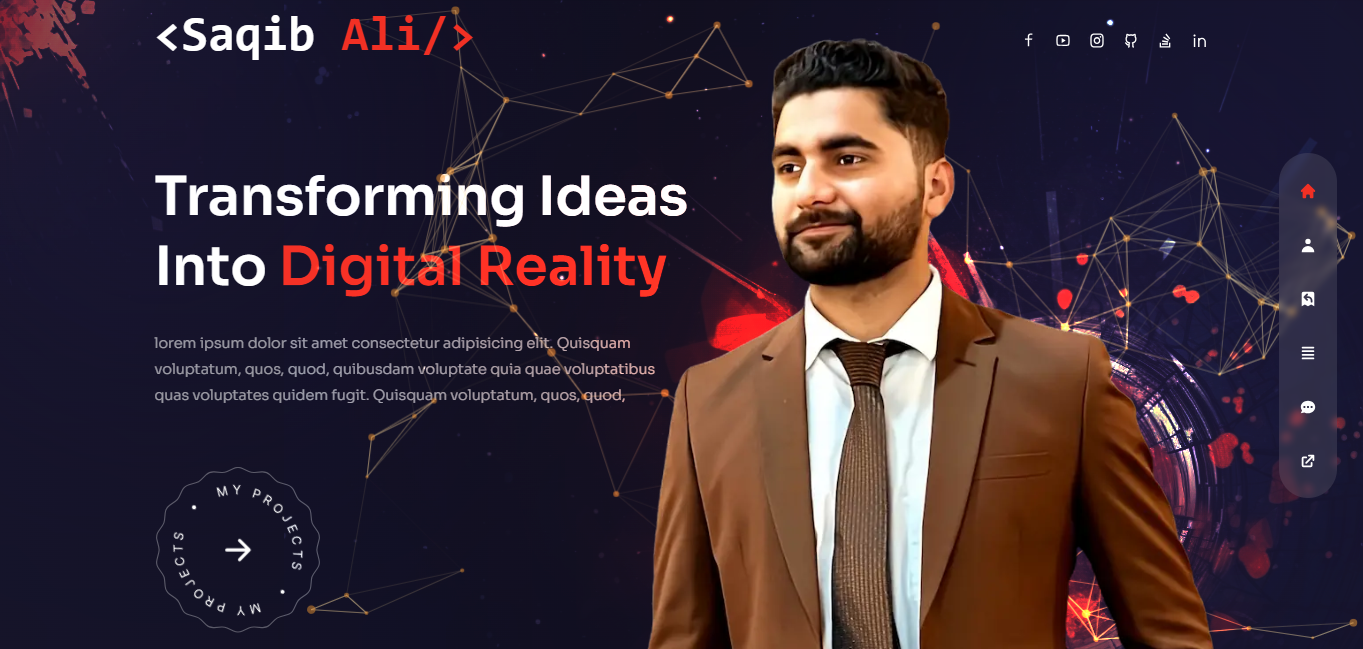 <Saqib Ali/>
Transforming Ideas
Into Digital Reality
lorem ipsum dolor sit amet consectetur adipisicing elit. Quisquam
voluptatum, quos, quod, quibusdam voluptate quia quae voluptatibus
quas voluptates quidem fugit. Quisquam voluptatum, quos, quod,
MY PROJECTS • MY PROJECTS •